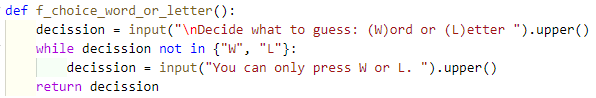 def f_choice_word_or_letter():
    decission = input("\nDecide what to guess: (W)ord or (L)etter ").upper()
    while decission not in {"W", "L"}:
        decission = input("You can only press W or L. ").upper()
    return decission